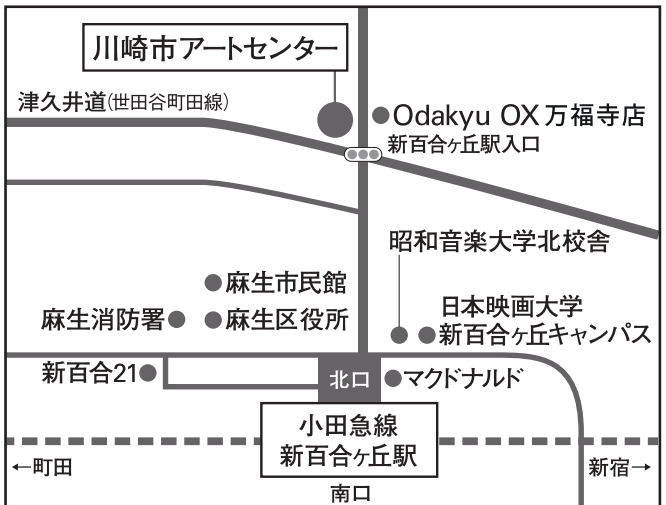 川崎市アートセンター
津久井道(世田谷町田線)
Odakyu OX 万福寺店
新百合ヶ丘駅入口
昭和音楽大学北校舎
麻生市民館
日本映画大学
麻生消防署
麻生区役所
新百合ヶ丘キャンパス
新百合21
北口
マクドナルド
小田急線
新百合ヶ丘駅
←町田
新宿→
南口